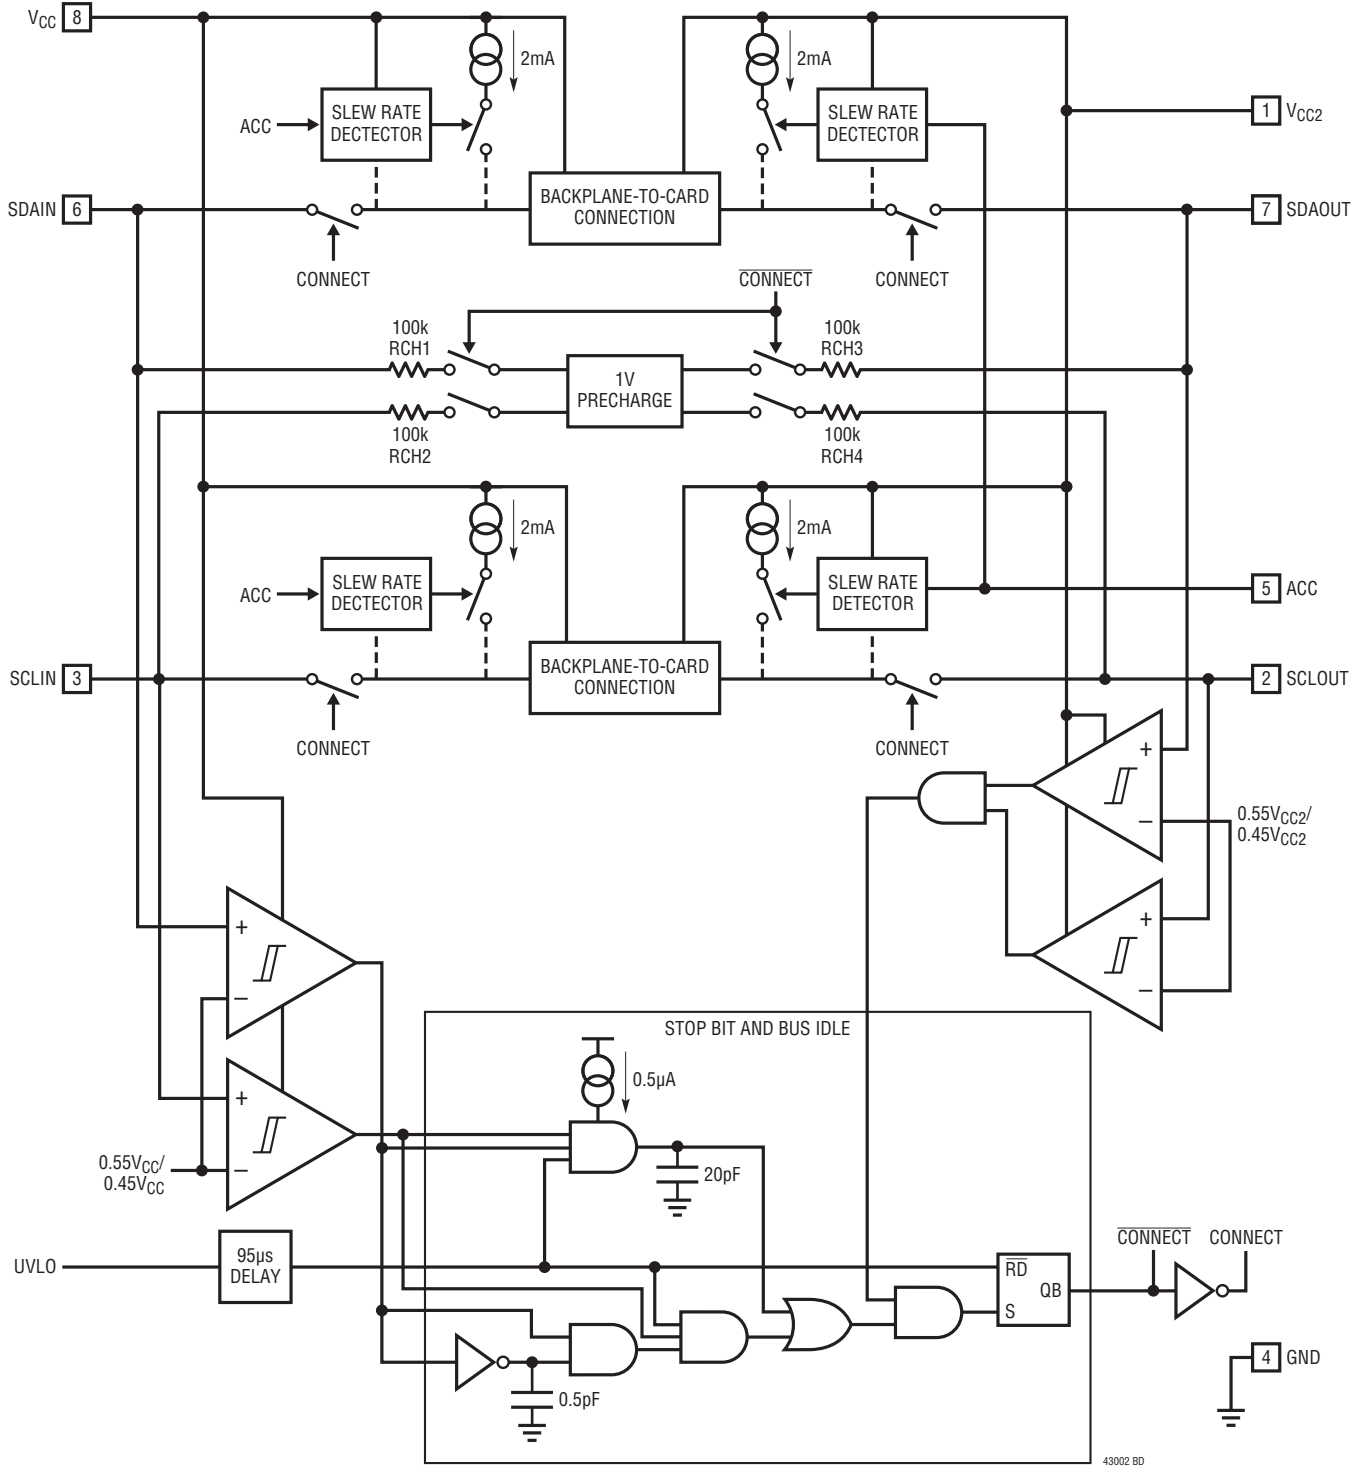 VCC 8
2mA
2mA
SLEW RATE
DECTECTOR
ACC
SLEW RATE
DECTECTOR
1 VCC2
SDAIN 6
BACKPLANE-TO-CARD
CONNECTION
7 SDAOUT
CONNECT
CONNECT
CONNECT
100k
RCH1
100k
RCH3
1V
PRECHARGE
100k
RCH2
100k
RCH4
2mA
2mA
ACC
SLEW RATE
DECTECTOR
SLEW RATE
DETECTOR
5 ACC
SCLIN 3
BACKPLANE-TO-CARD
CONNECTION
2 SCLOUT
CONNECT
CONNECT
+
–
0.55VCC2/
0.45VCC2
+
–
+
–
STOP BIT AND BUS IDLE
0.5µA
+
–
0.55VCC/
0.45VCC
20pF
UVLO
95µs
DELAY
RD
QB
S
CONNECT
CONNECT
0.5pF
4 GND
43002 BD